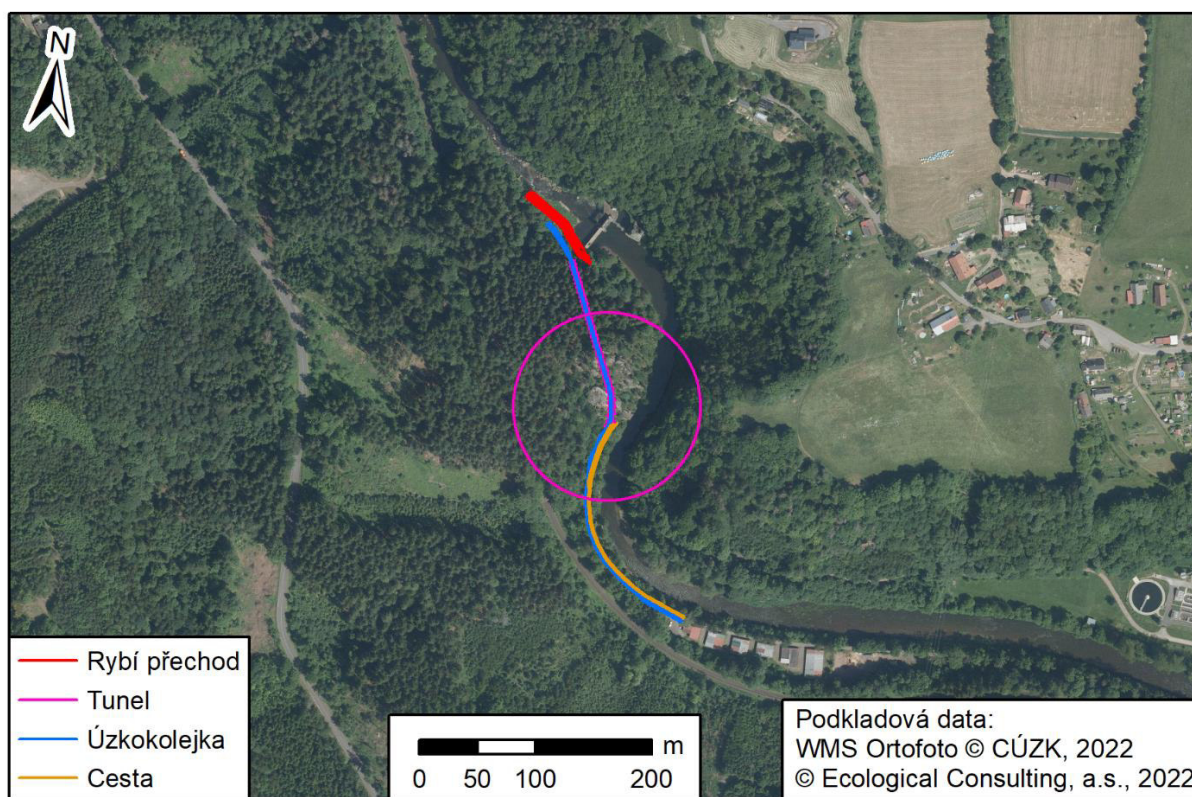 N
Rybí přechod
Tunel
Úzkokolejka
Cesta
m
0 50 100 200
Podkladová data:
WMS Ortofoto © CÚZK, 2022
© Ecological Consulting, a.s., 2022